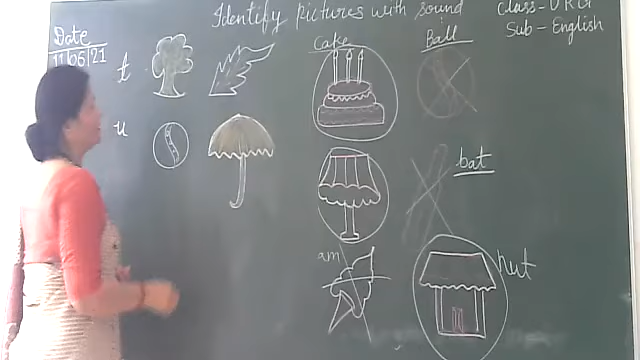 Identify pictures with sound
Class - UKG
Sub - English
Date
11/06/21
t
u
Cake
Ball
bat
am
hut